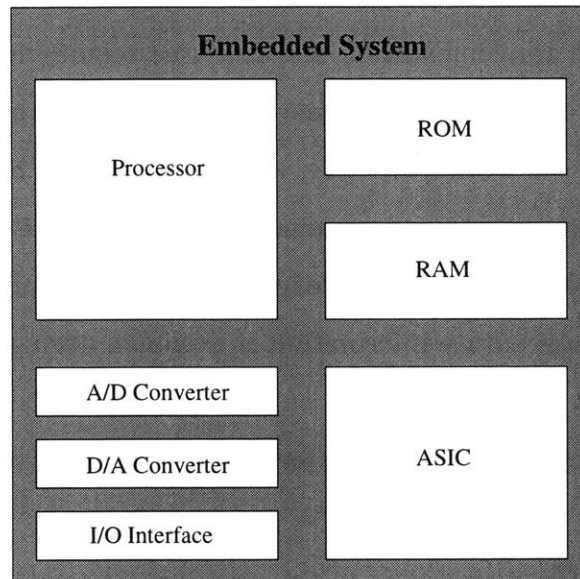 Embedded System
Processor
ROM
RAM
A/D Converter
D/A Converter
I/O Interface
ASIC